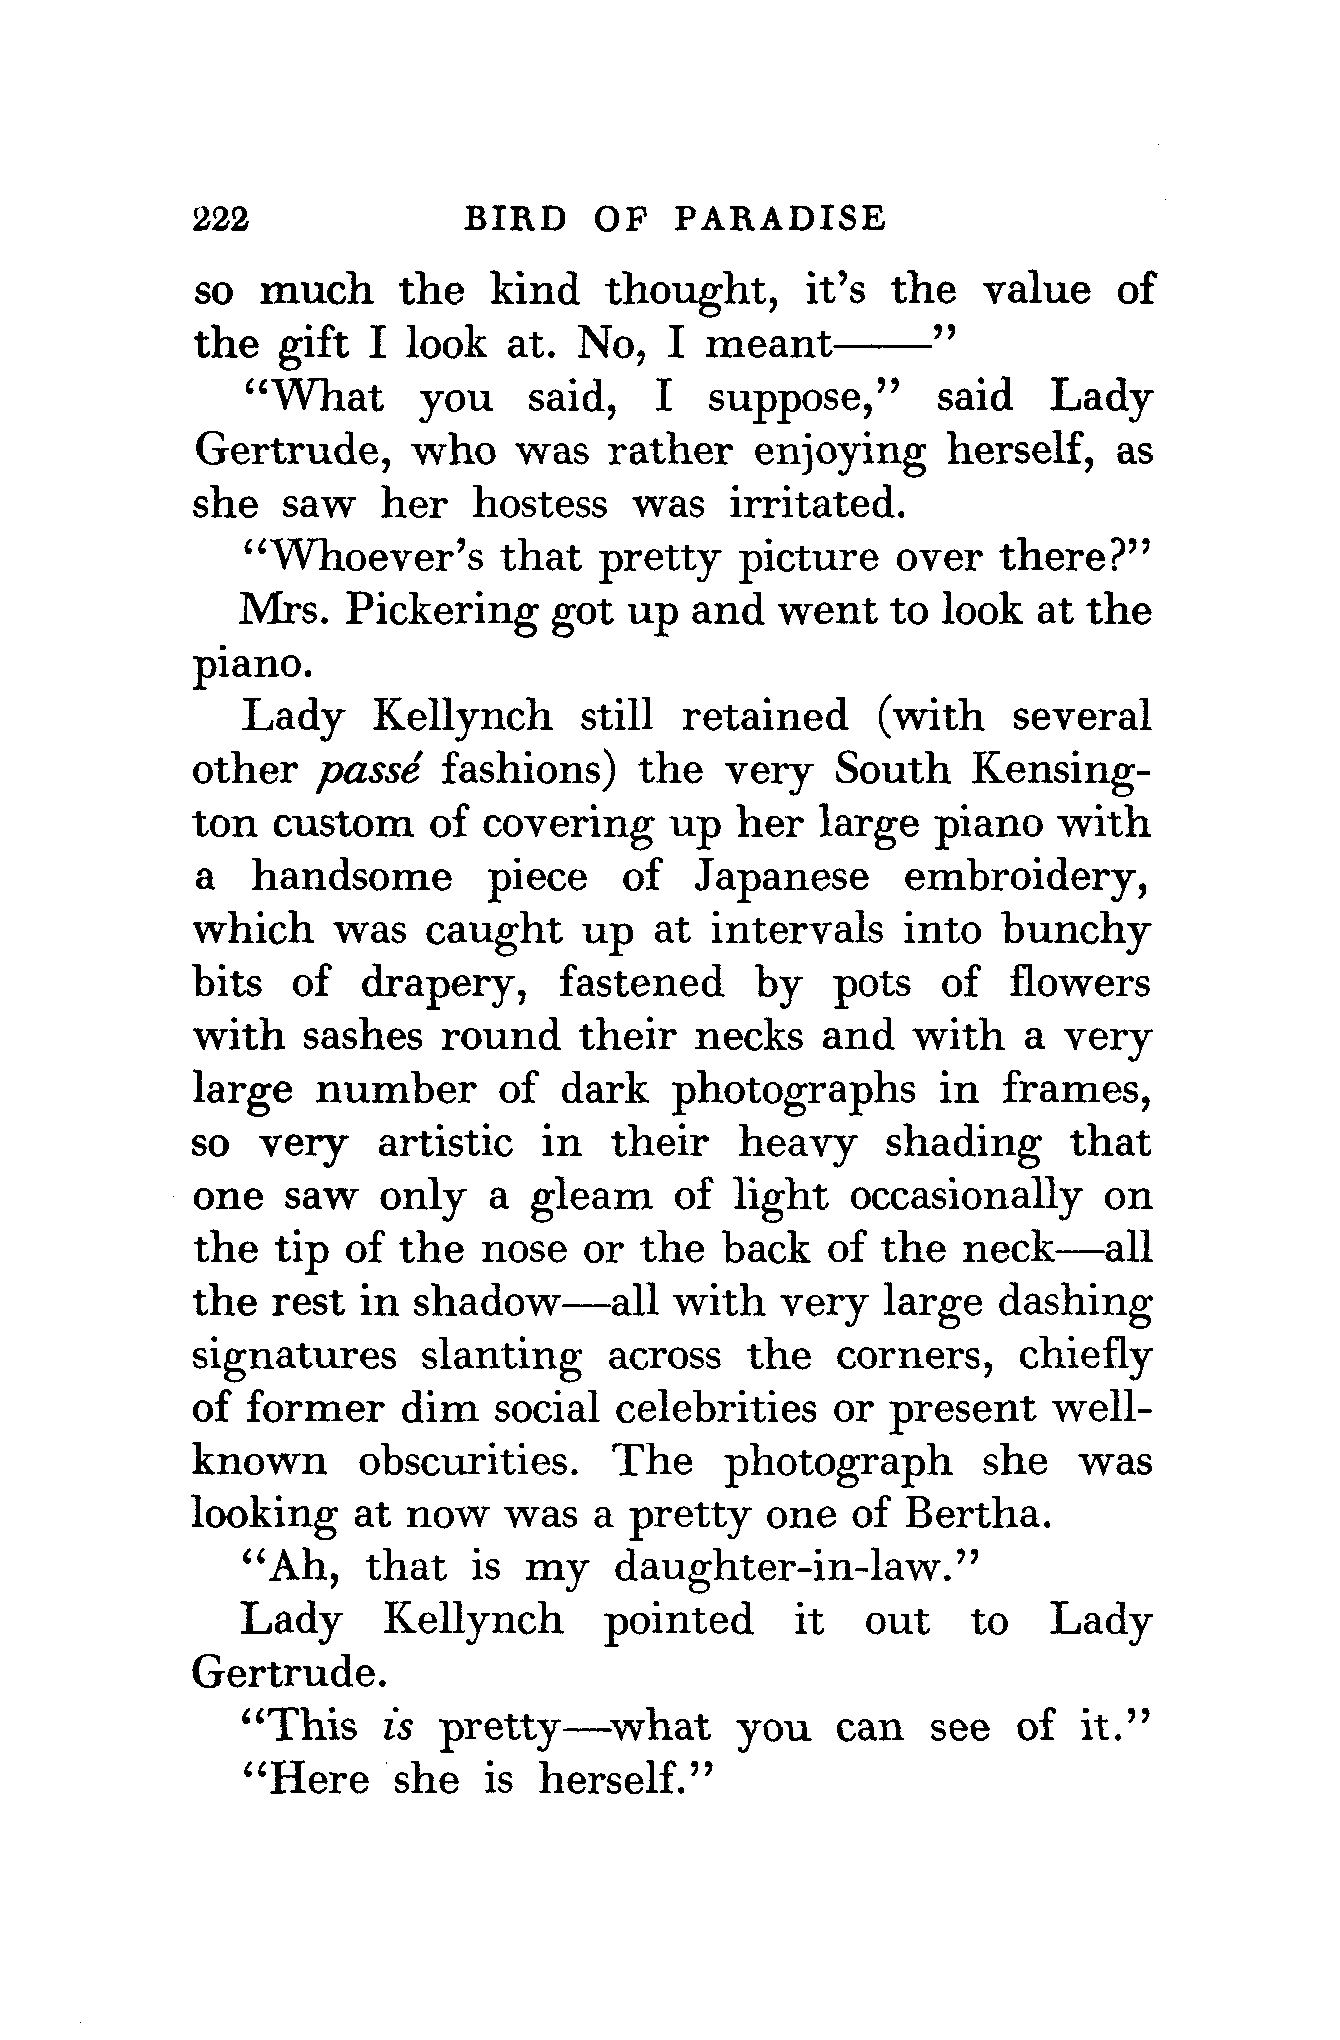 222 BIRD OF PARADISE
so much the kind thought, it's the value of
the gift I look at. No, I meant——"
"What you said, I suppose," said Lady
Gertrude, who was rather enjoying herself, as
she saw her hostess was irritated.
"Whoever's that pretty picture over there?"
Mrs. Pickering got up and went to look at the
piano.
Lady Kellynch still retained (with several
other passé fashions) the very South Kensing-
ton custom of covering up her large piano with
a handsome piece of Japanese embroidery,
which was caught up at intervals into bunchy
bits of drapery, fastened by pots of flowers
with sashes round their necks and with a very
large number of dark photographs in frames,
so very artistic in their heavy shading that
one saw only a gleam of light occasionally on
the tip of the nose or the back of the neck—all
the rest in shadow—all with very large dashing
signatures slanting across the corners, chiefly
of former dim social celebrities or present well-
known obscurities. The photograph she was
looking at now was a pretty one of Bertha.
"Ah, that is my daughter-in-law."
Lady Kellynch pointed it out to Lady
Gertrude.
"This is pretty—what you can see of it."
"Here she is herself."